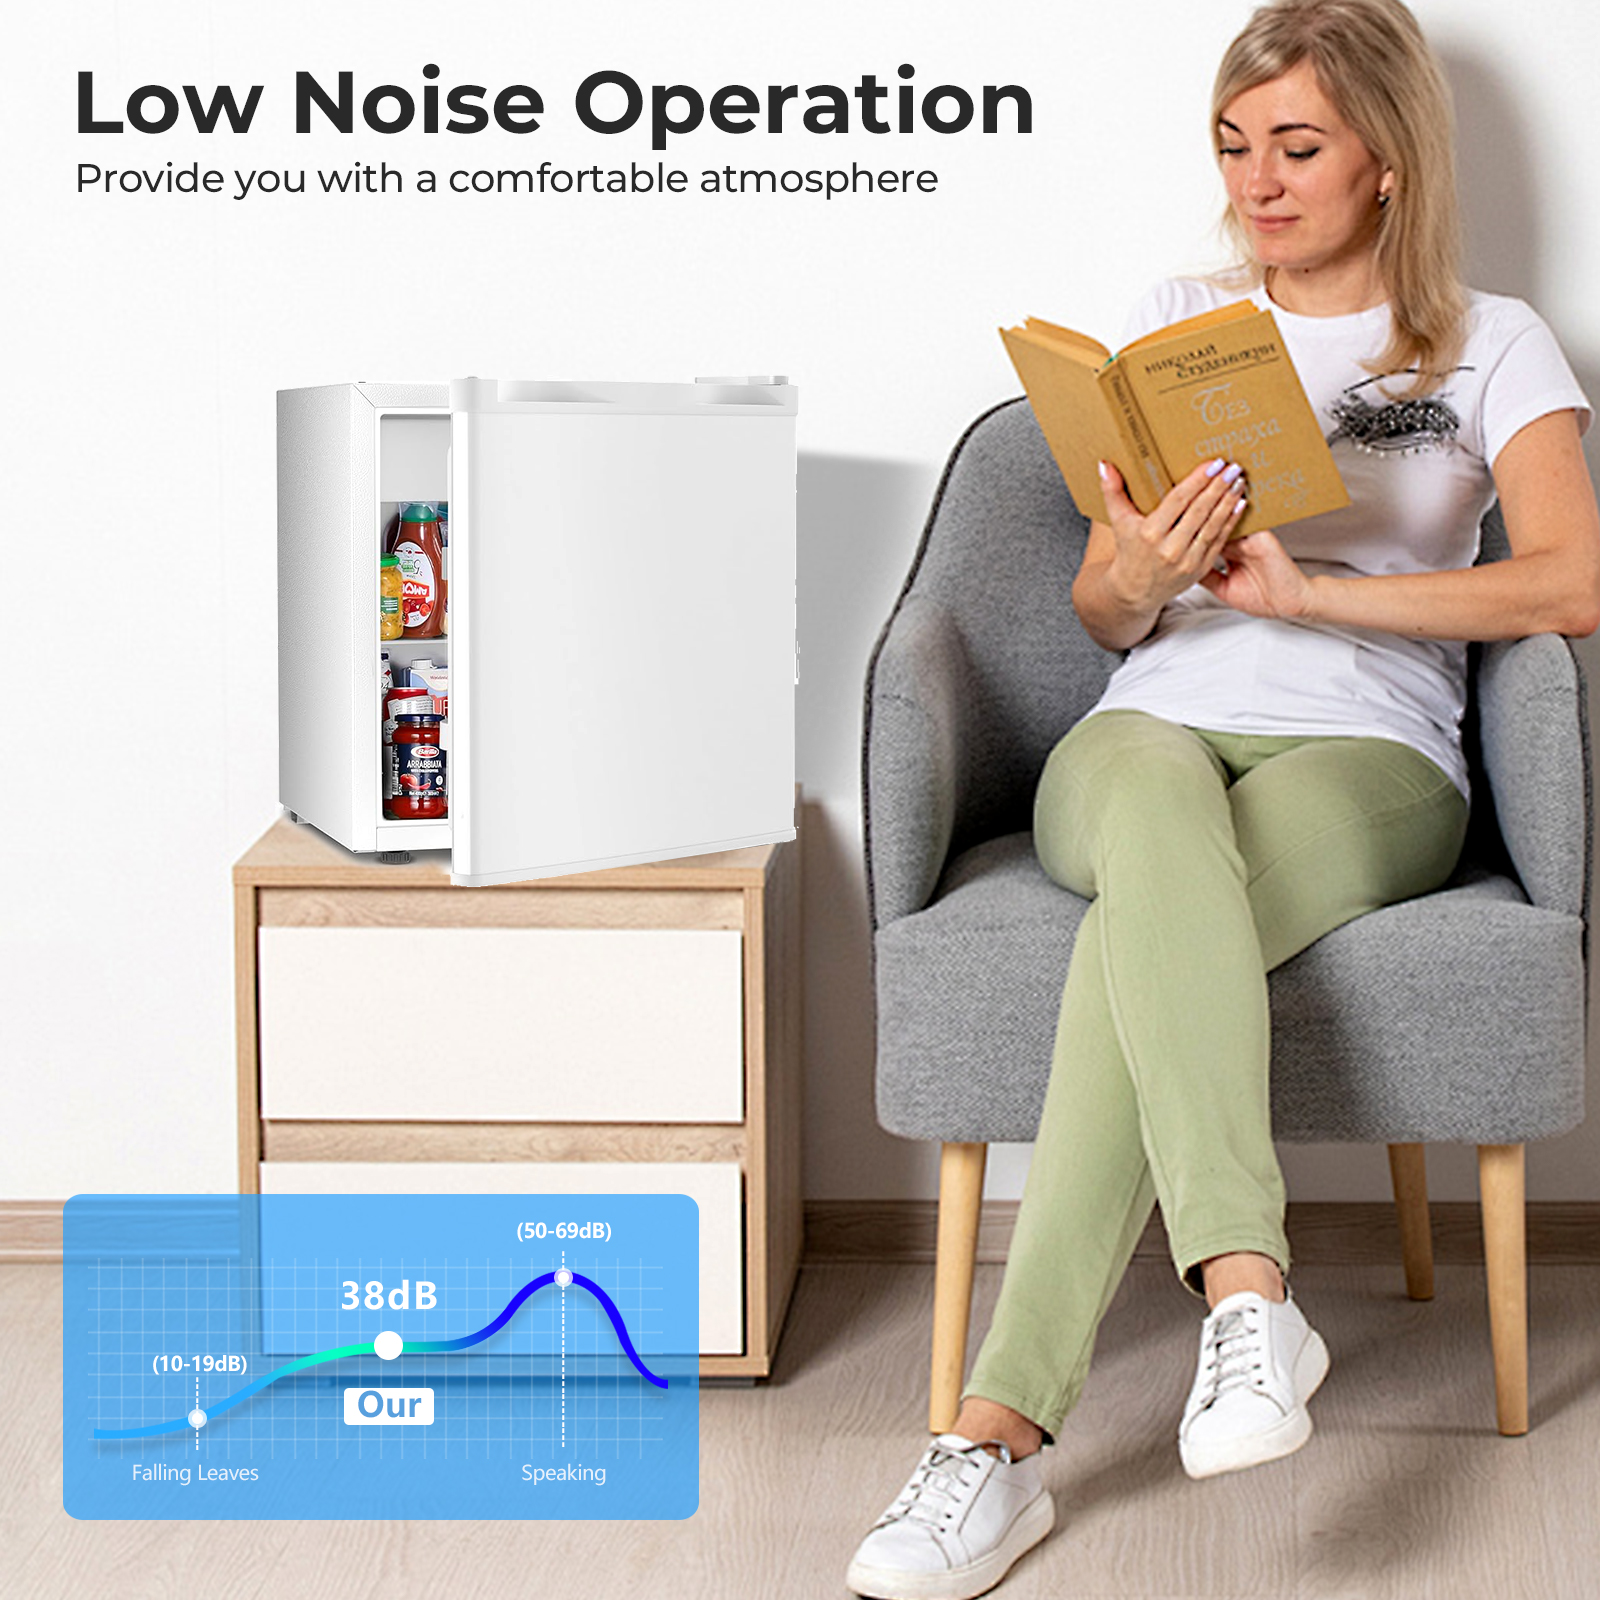 Low Noise Operation
Provide you with a comfortable atmosphere
НИКОЛАЙ
СТУДЕНИКИН
Без
страха
и
Barilla
ARRABBIATA
(50-69dB)
38dB
(10-19dB)
Our
Falling Leaves
Speaking